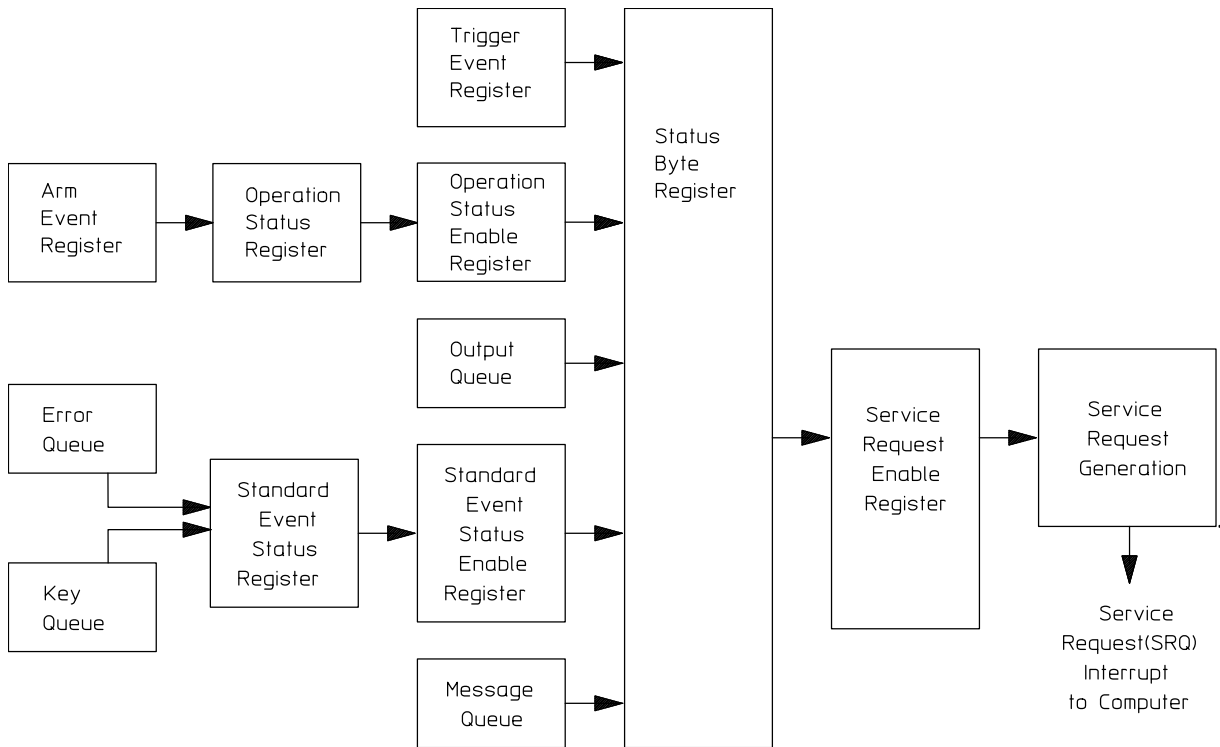 Trigger
Event
Register
Arm
Event
Register
Operation
Status
Register
Operation
Status
Enable
Register
Status
Byte
Register
Output
Queue
Error
Queue
Key
Queue
Standard
Event
Status
Register
Standard
Event
Status
Enable
Register
Message
Queue
Service
Request
Enable
Register
Service
Request
Generation
Service
Request(SRQ)
Interrupt
to Computer